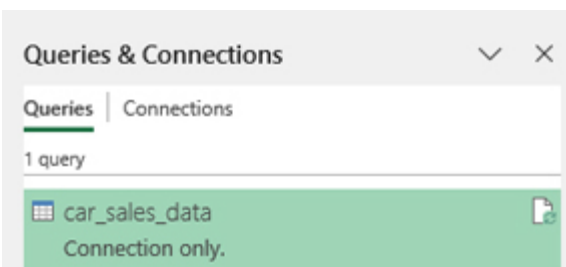 Queries & Connections
Queries | Connections
1 query
car_sales_data
Connection only.